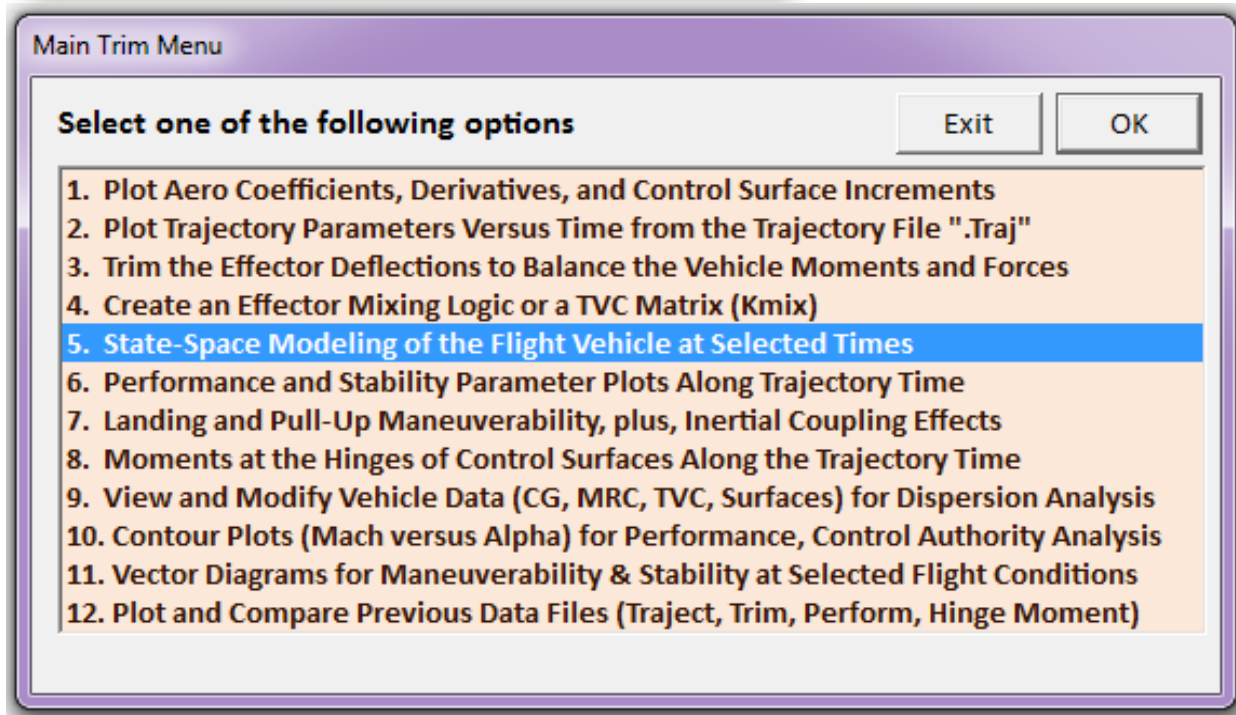 Main Trim Menu
Select one of the following options
Exit
OK
1. Plot Aero Coefficients, Derivatives, and Control Surface Increments
2. Plot Trajectory Parameters Versus Time from the Trajectory File ".Traj"
3. Trim the Effector Deflections to Balance the Vehicle Moments and Forces
4. Create an Effector Mixing Logic or a TVC Matrix (Kmix)
5. State-Space Modeling of the Flight Vehicle at Selected Times
6. Performance and Stability Parameter Plots Along Trajectory Time
7. Landing and Pull-Up Maneuverability, plus, Inertial Coupling Effects
8. Moments at the Hinges of Control Surfaces Along the Trajectory Time
9. View and Modify Vehicle Data (CG, MRC, TVC, Surfaces) for Dispersion Analysis
10. Contour Plots (Mach versus Alpha) for Performance, Control Authority Analysis
11. Vector Diagrams for Maneuverability & Stability at Selected Flight Conditions
12. Plot and Compare Previous Data Files (Traject, Trim, Perform, Hinge Moment)